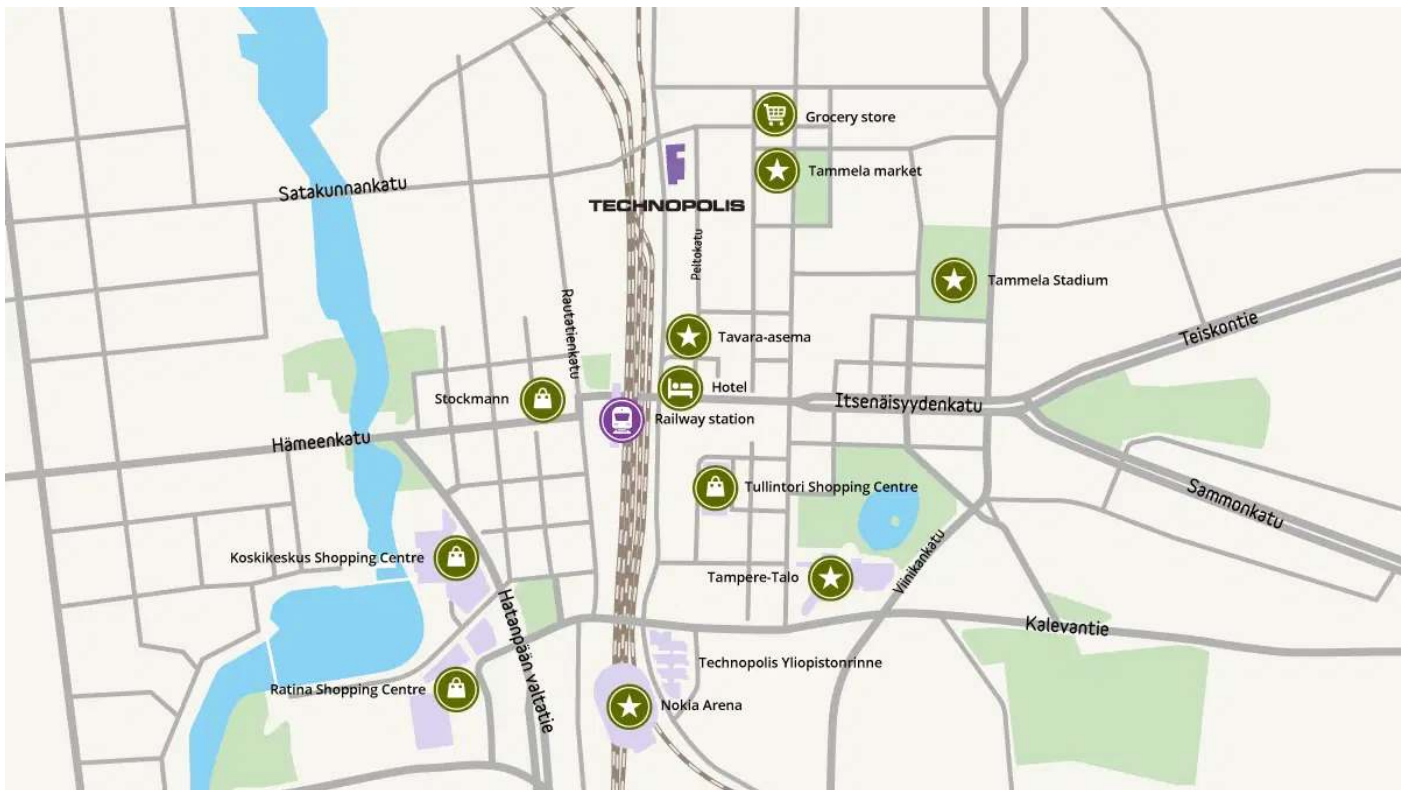 Grocery store
Tammela market
Satakunnankatu
TECHNOPOLIS
Peltokatu
Tammela Stadium
Rautatienkatu
Teiskontie
Tavara-asema
Hotel
Stockmann
Itsenäisyydenkatu
Railway station
Hämeenkatu
Tullintori Shopping Centre
Sammonkatu
Koskikeskus Shopping Centre
Tampere-Talo
Viinikankatu
Hatanpään valtatie
Kalevantie
Technopolis Yliopistonrinne
Ratina Shopping Centre
Nokia Arena